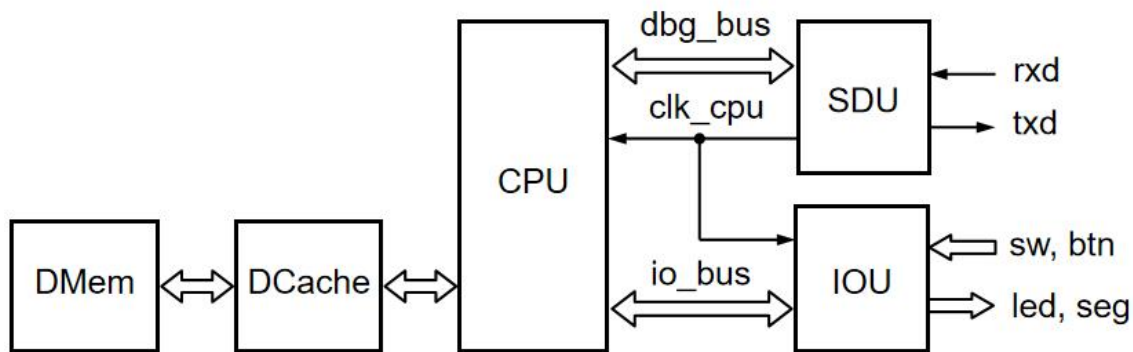 dbg_bus
rxd
SDU
clk_cpu
txd
CPU
sw, btn
DMem
DCache
io_bus
IOU
led, seg